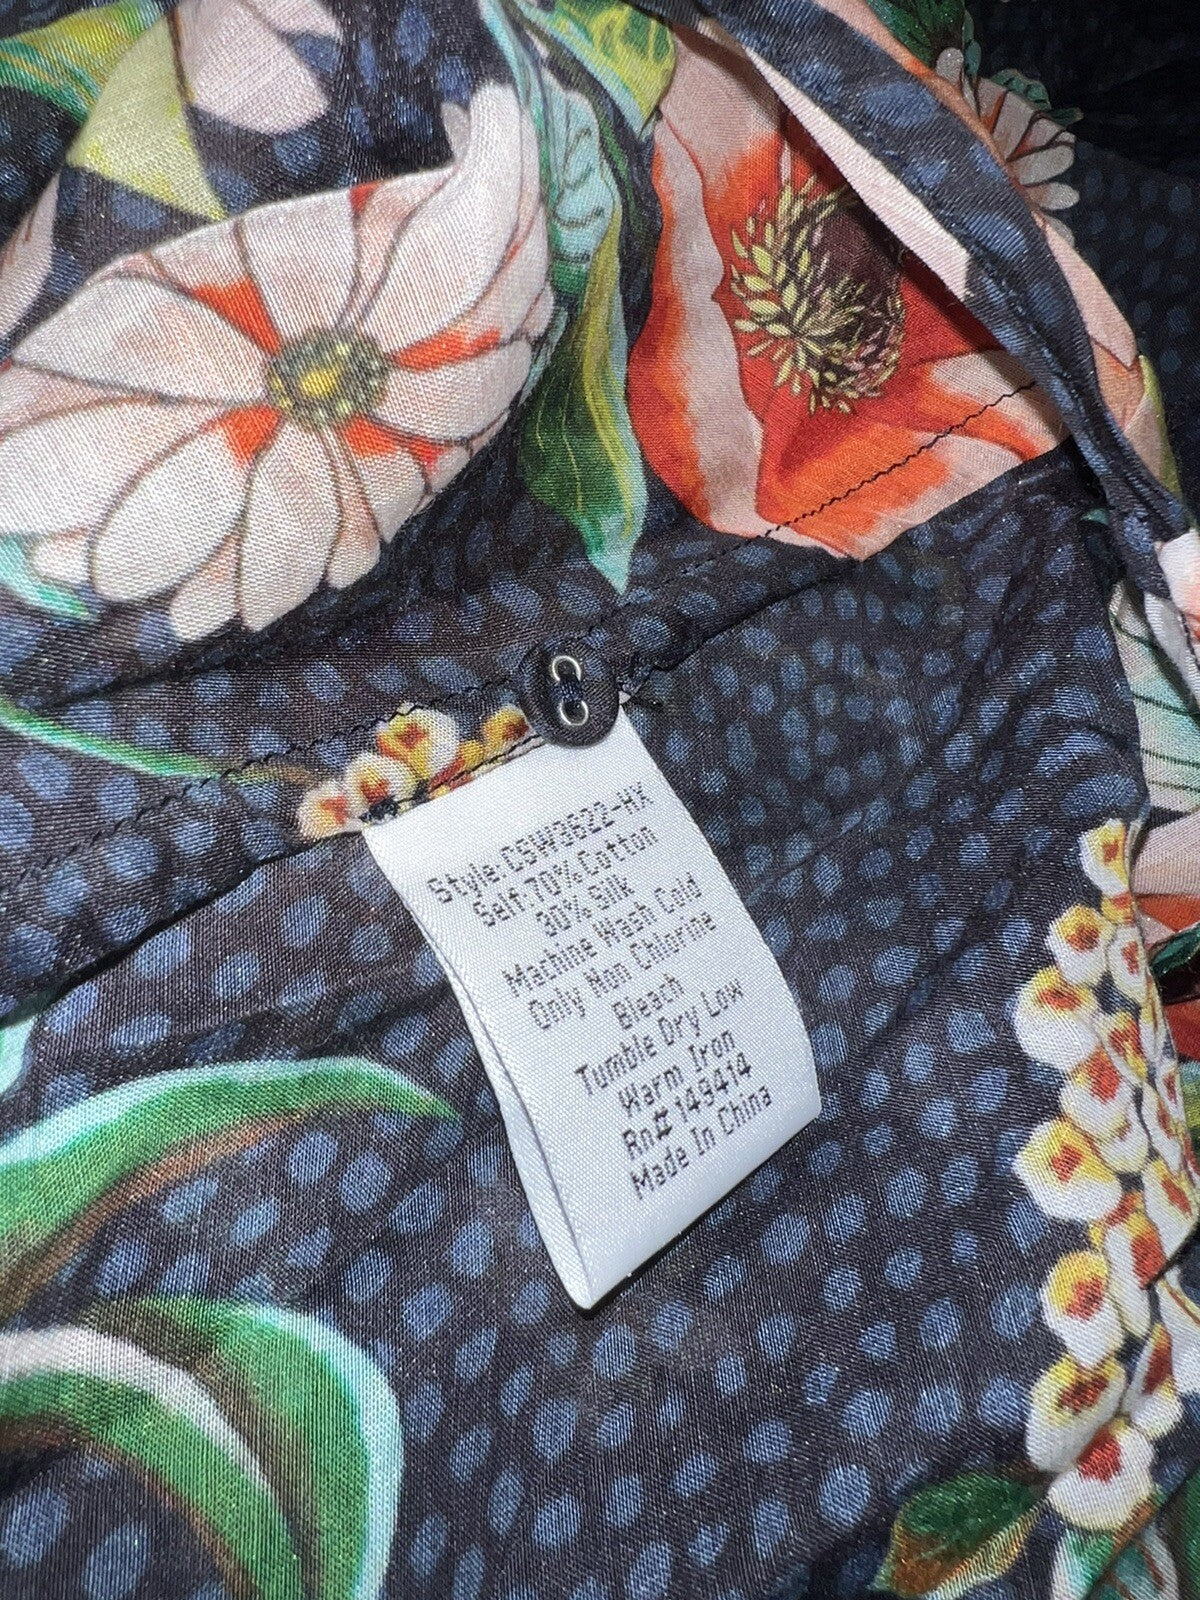 Style:CSW3622-HX
Self:70%Cotton
30%Silk
Machine Wash Cold
Only Non Chlorine
Bleach
Tumble Dry Low
Warm Iron
Rn# 149414
Made In China